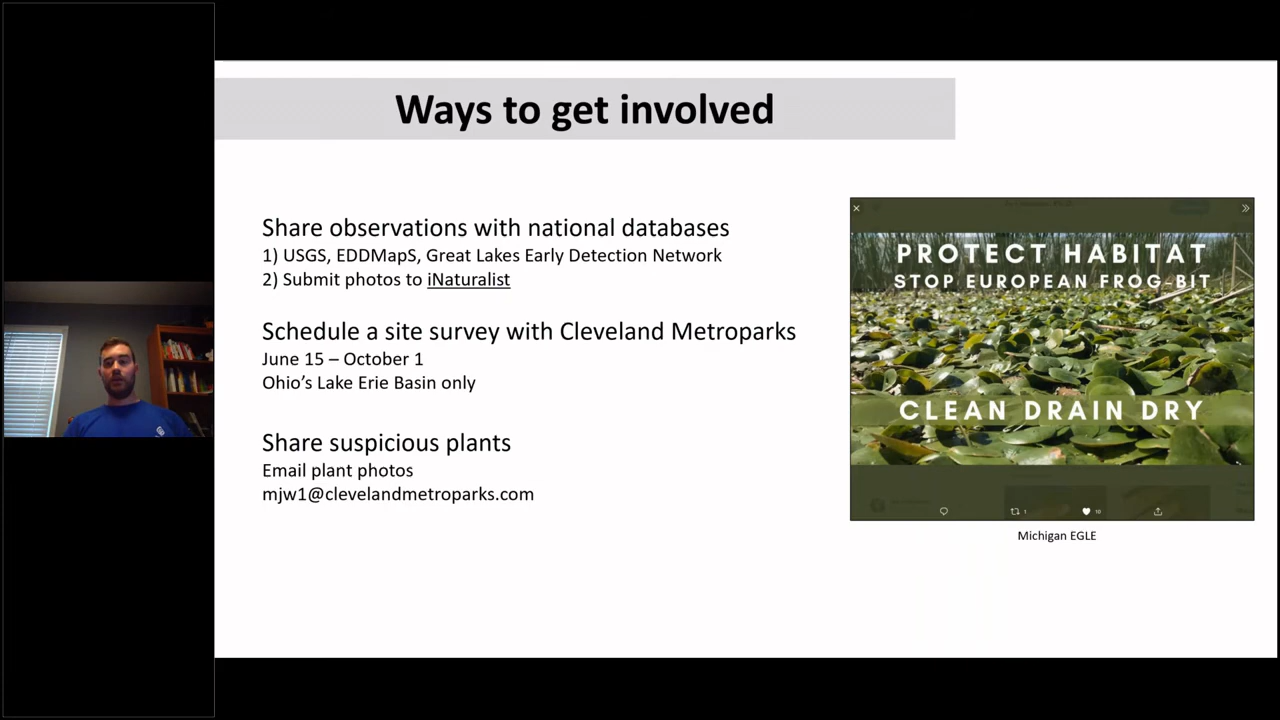 Ways to get involved
Share observations with national databases
1) USGS, EDDMapS, Great Lakes Early Detection Network
2) Submit photos to iNaturalist
Schedule a site survey with Cleveland Metroparks
June 15 – October 1
Ohio's Lake Erie Basin only
Share suspicious plants
Email plant photos
mjw1@clevelandmetroparks.com
PROTECT HABITAT
STOP EUROPEAN FROG-BIT
CLEAN DRAIN DRY
1 10
Michigan EGLE